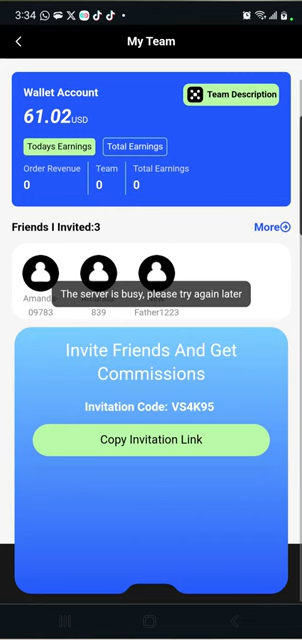 3:34
My Team
Wallet Account
Team Description
61.02USD
Todays Earnings
Total Earnings
Order Revenue
Team
Total Earnings
0
0
0
Friends I Invited:3
More
The server is busy, please try again later
09783
839
Father1223
Invite Friends And Get
Commissions
Invitation Code: VS4K95
Copy Invitation Link